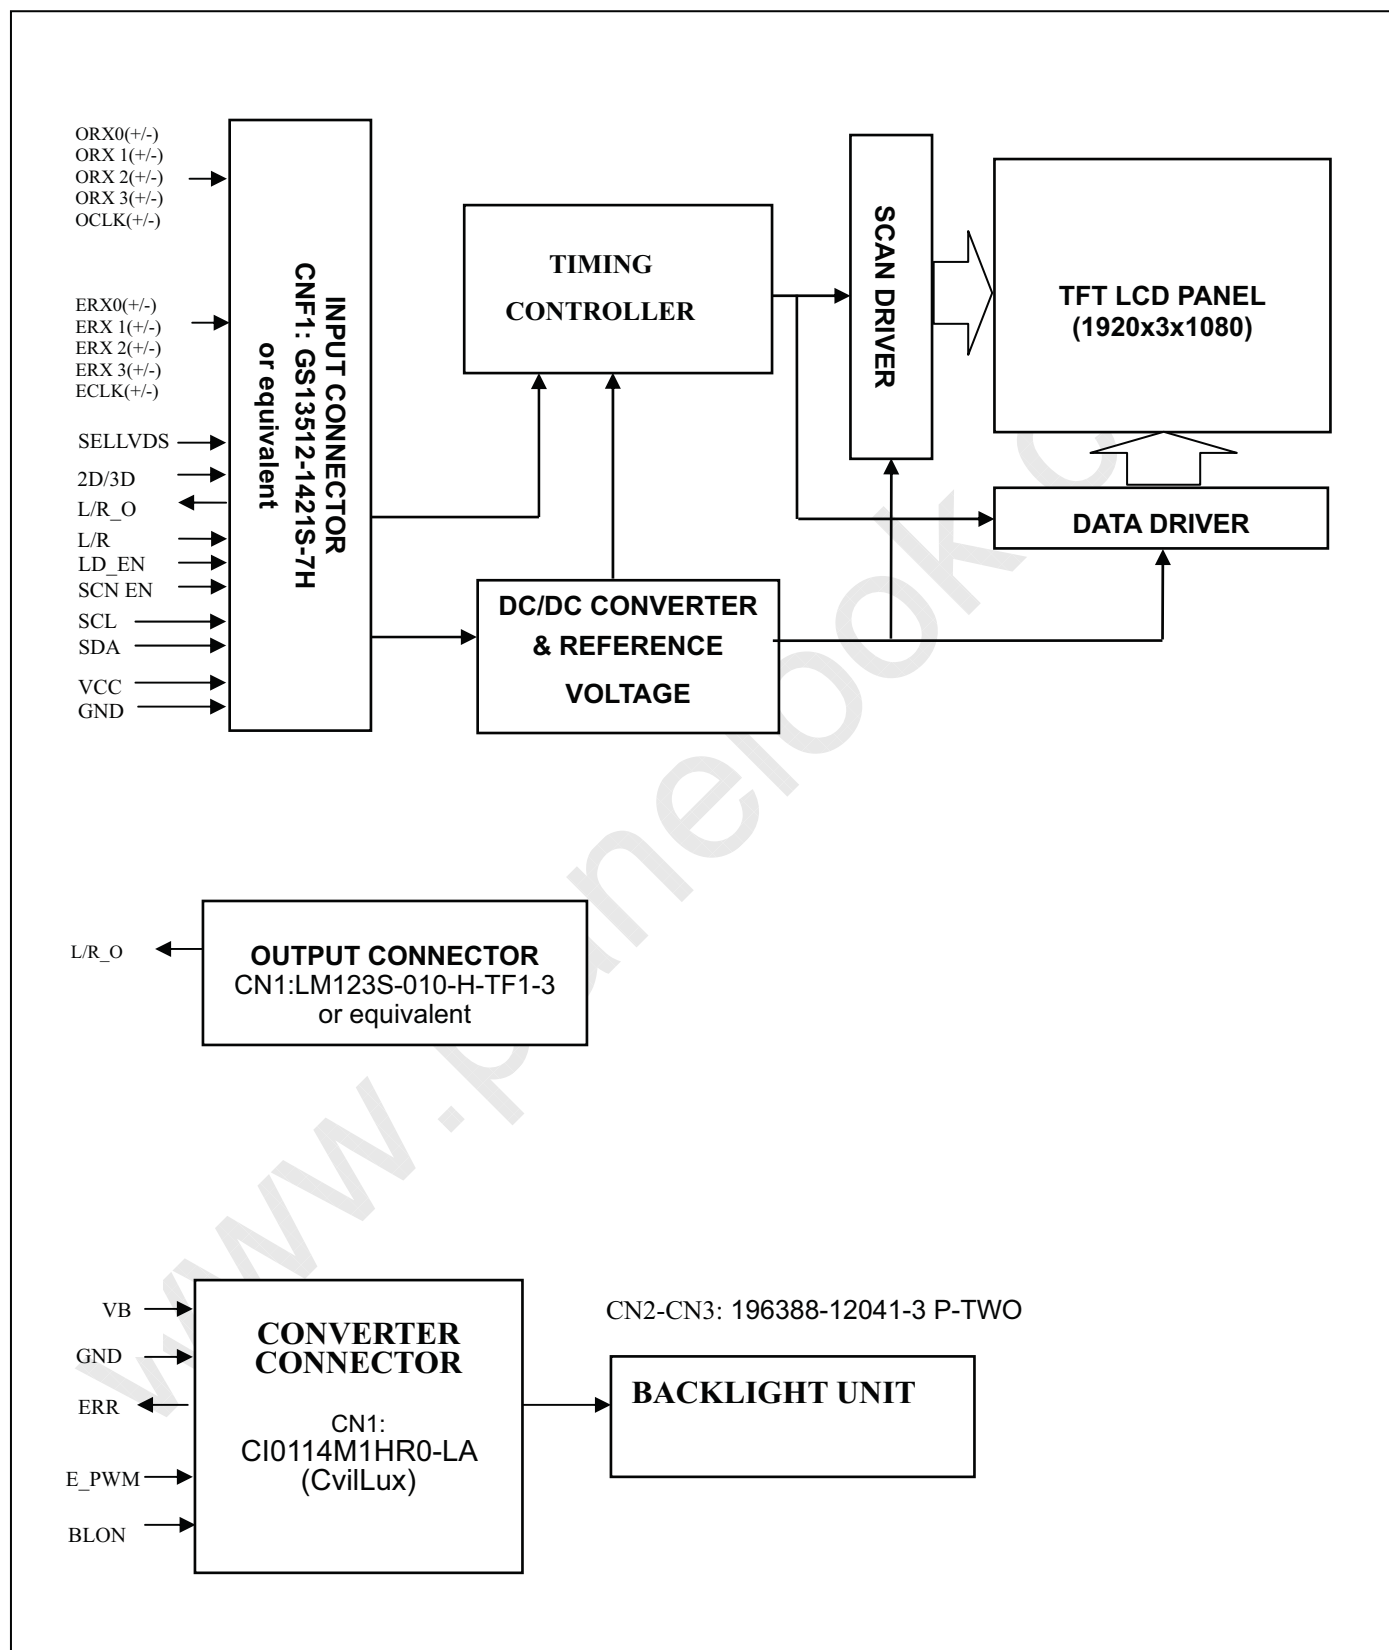 ORX0(+/-)
ORX 1(+/-)
ORX 2(+/-)
ORX 3(+/-)
OCLK(+/-)
ERX0(+/-)
ERX 1(+/-)
ERX 2(+/-)
ERX 3(+/-)
ECLK(+/-)
SELLVDS
2D/3D
L/R_O
L/R
LD_EN
SCN EN
SCL
SDA
VCC
GND
INPUT CONNECTOR
CNF1: GS13512-1421S-7H
or equivalent
TIMING
CONTROLLER
SCAN DRIVER
TFT LCD PANEL
(1920x3x1080)
DATA DRIVER
DC/DC CONVERTER
& REFERENCE
VOLTAGE
L/R_O
OUTPUT CONNECTOR
CN1:LM123S-010-H-TF1-3
or equivalent
VB
GND
ERR
E_PWM
BLON
CONVERTER
CONNECTOR
CN1:
CI0114M1HR0-LA
(CvilLux)
CN2-CN3: 196388-12041-3 P-TWO
BACKLIGHT UNIT
www.panelook.c